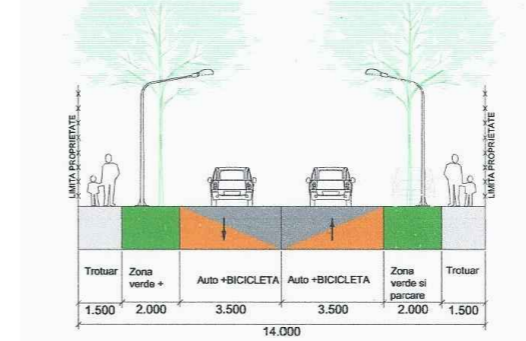 LIMITA PROPRIETATE
LIMITA PROPRIETATE
Trotuar
Zona
verde +
Auto +BICICLETA
Auto +BICICLETA
Zona
verde si
parcare
Trotuar
1.500
2.000
3.500
3.500
2.000
1.500
14.000